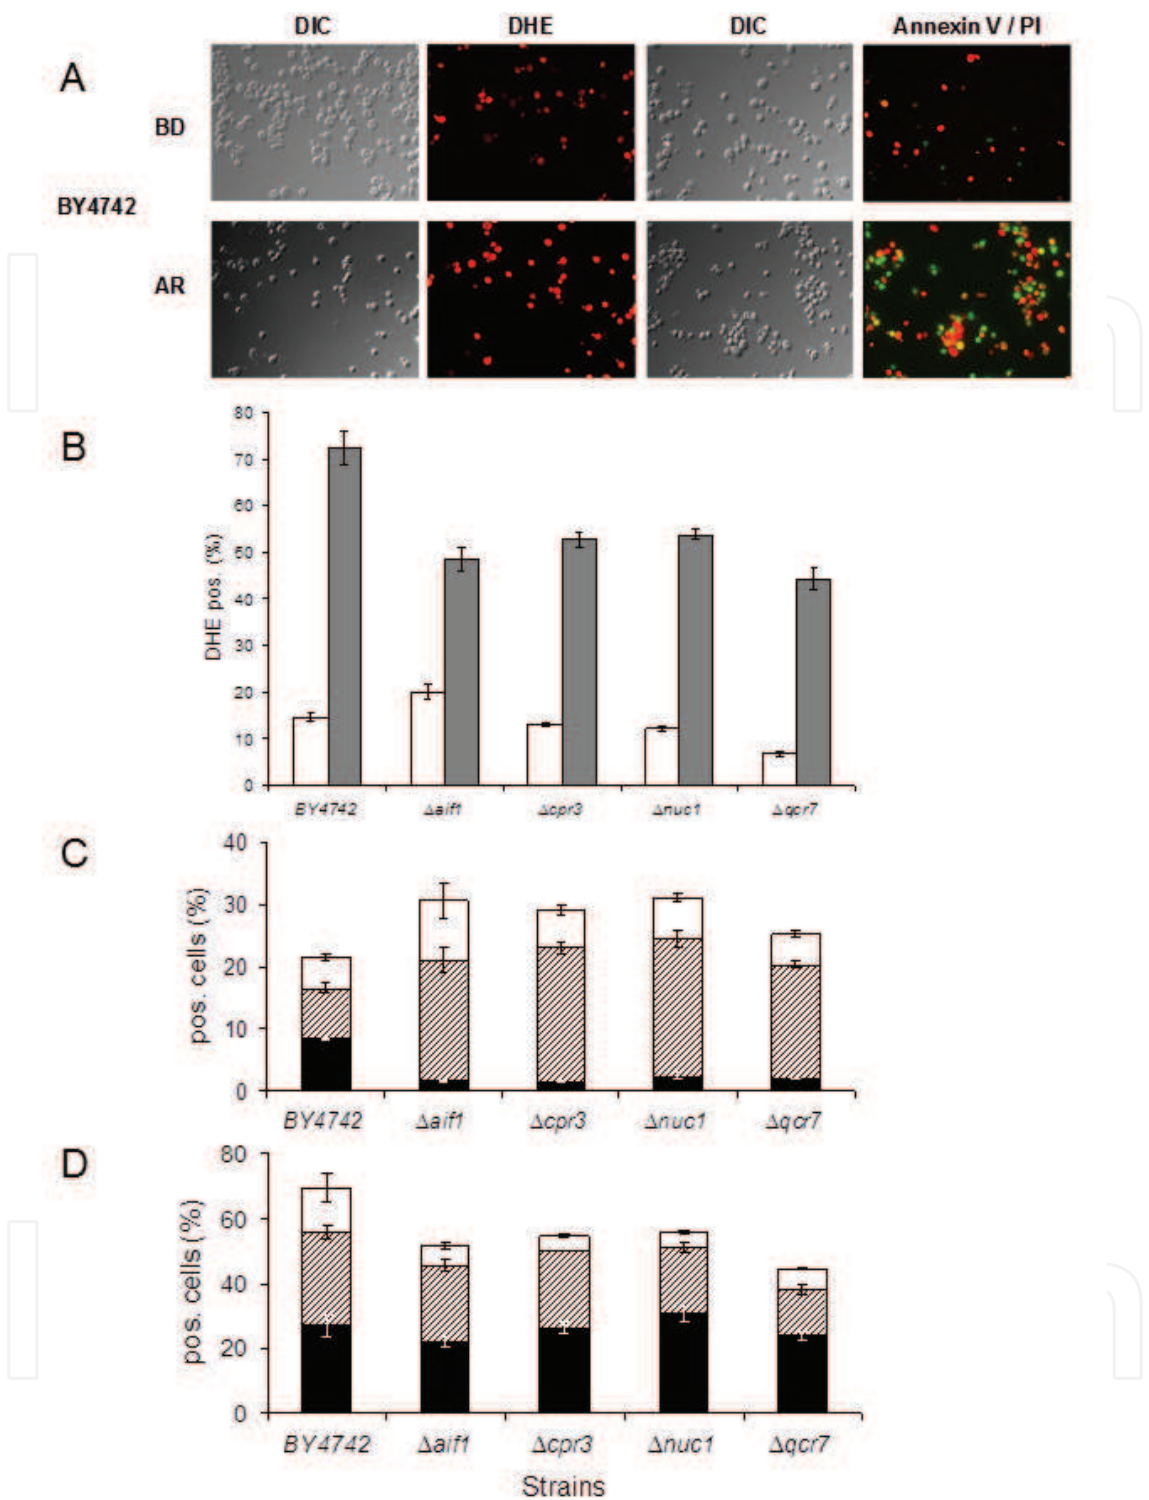 DIC DHE DIC Annexin V / PI
A
BD
BY4742
AR
B
80
70
60
50
40
30
20
10
0
DHE pos. (%)
BY4742 Δaif1 Δcpr3 Δnuc1 Δqcr7
C
40
30
20
10
0
pos. cells (%)
BY4742 Δaif1 Δcpr3 Δnuc1 Δqcr7
D
80
60
40
20
0
pos. cells (%)
BY4742 Δaif1 Δcpr3 Δnuc1 Δqcr7
Strains